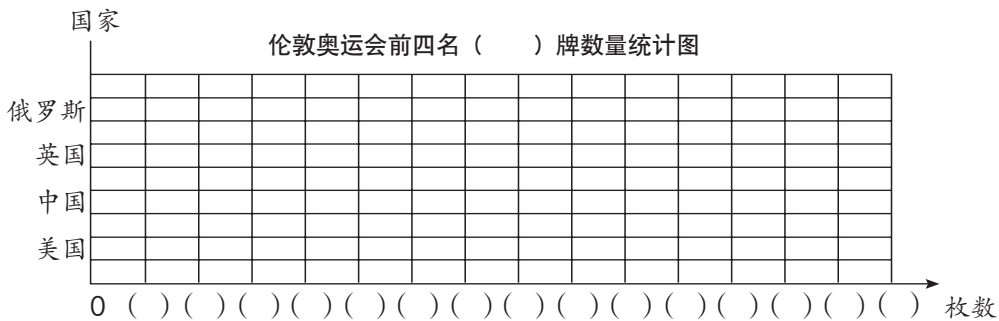 国家
伦敦奥运会前四名（　　）牌数量统计图
俄罗斯
英国
中国
美国
0 （ ）（ ）（ ）（ ）（ ）（ ）（ ）（ ）（ ）（ ）（ ）（ ）（ ）（ ）（ ） 枚数